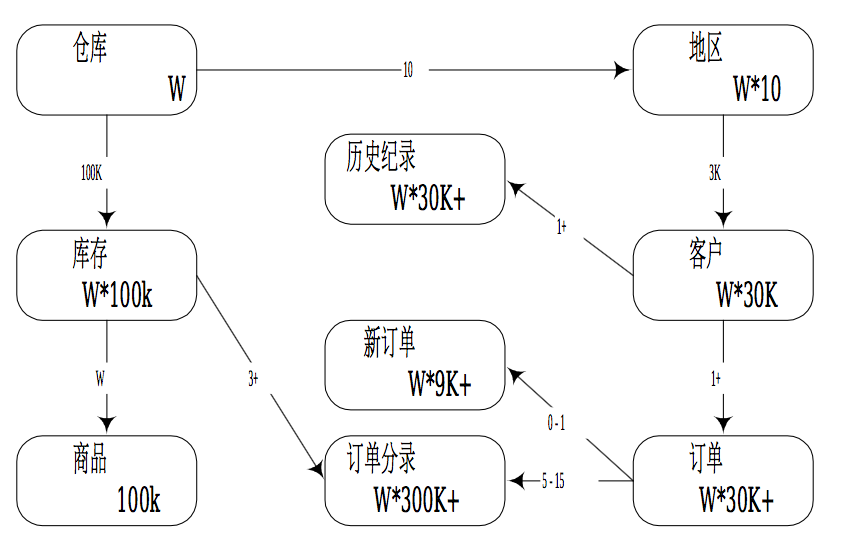 仓库
W
10
地区
W*10
100K
历史纪录
W*30K+
3K
1+
库存
W*100k
客户
W*30K
W
3+
新订单
W*9K+
1+
0-1
商品
100k
订单分录
W*300K+
5-15
订单
W*30K+